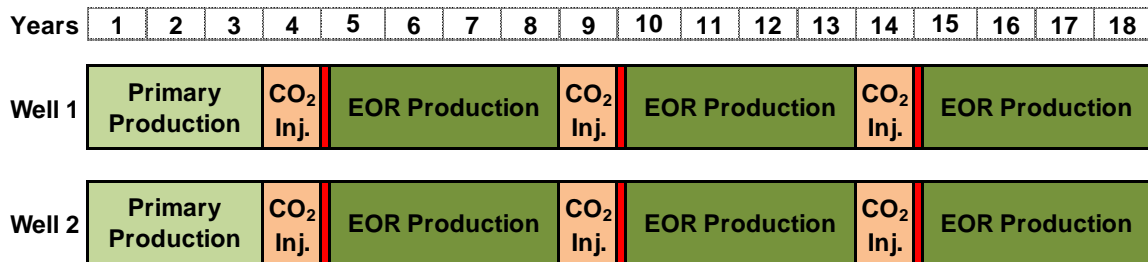 Years 1 2 3 4 5 6 7 8 9 10 11 12 13 14 15 16 17 18
Well 1 Primary Production CO₂ Inj. EOR Production CO₂ Inj. EOR Production CO₂ Inj. EOR Production
Well 2 Primary Production CO₂ Inj. EOR Production CO₂ Inj. EOR Production CO₂ Inj. EOR Production